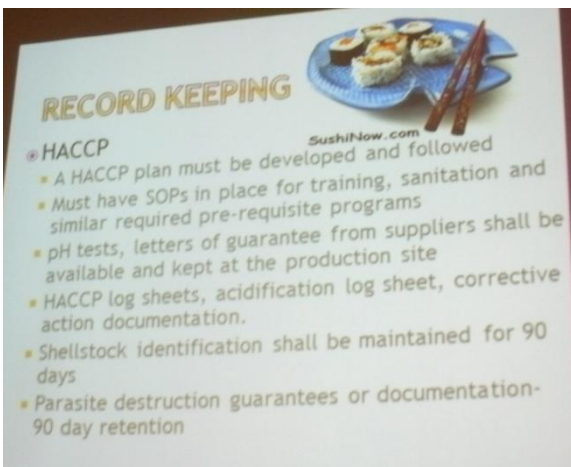 RECORD KEEPING
SushiNow.com
HACCP
A HACCP plan must be developed and followed
Must have SOPs in place for training, sanitation and
similar required pre-requisite programs
pH tests, letters of guarantee from suppliers shall be
available and kept at the production site
HACCP log sheets, acidification log sheet, corrective
action documentation.
Shellstock identification shall be maintained for 90
days
Parasite destruction guarantees or documentation-
90 day retention